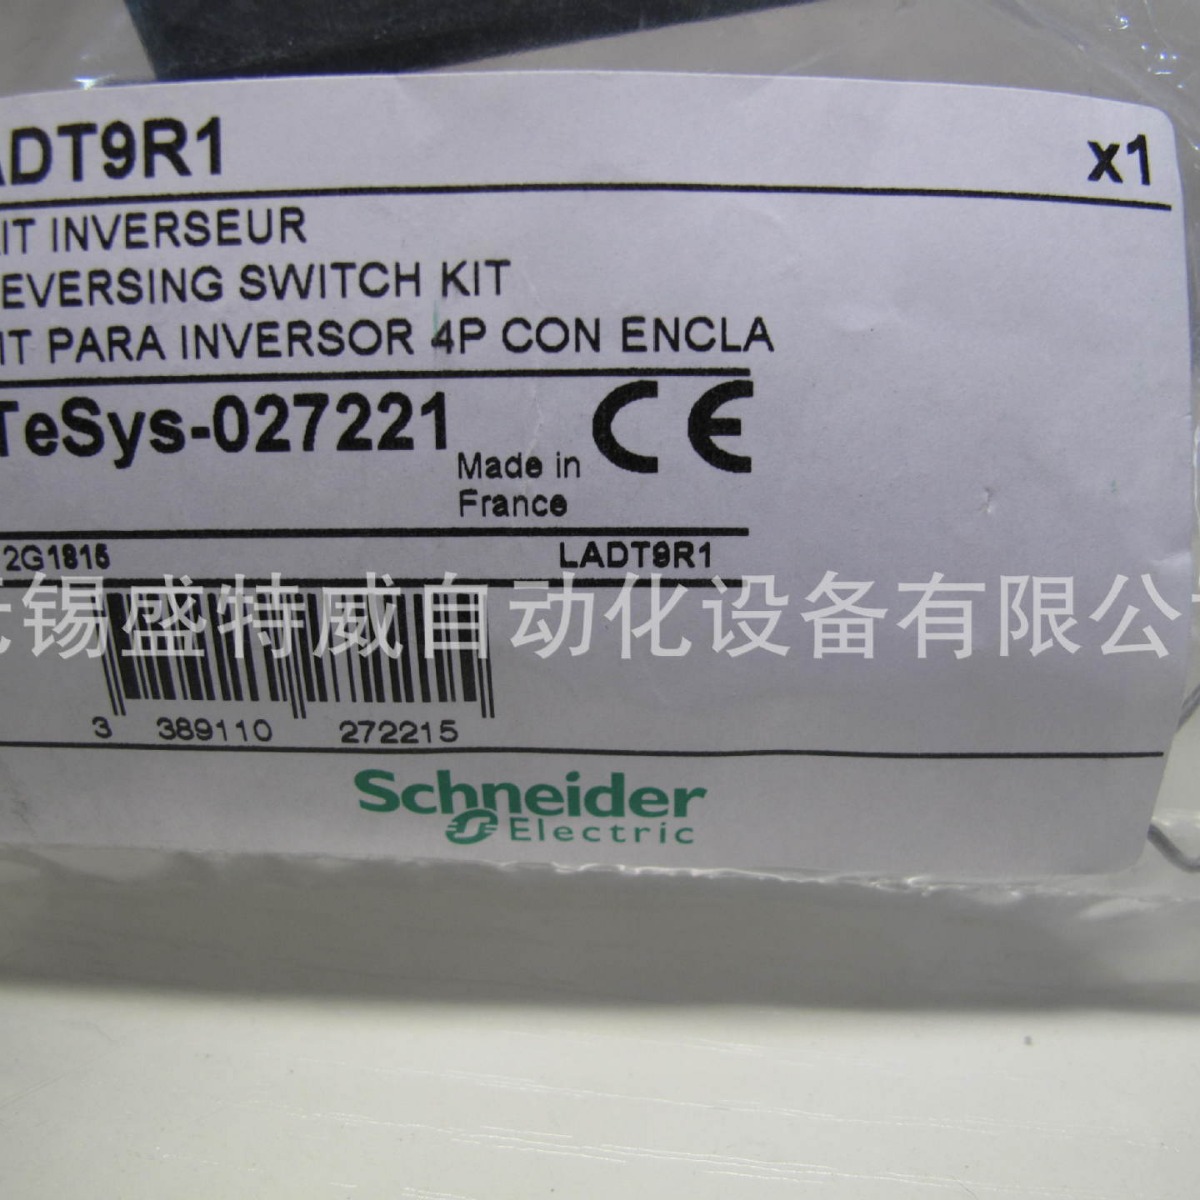 ADT9R1 x1
IT INVERSEUR
EVERSING SWITCH KIT
IT PARA INVERSOR 4P CON ENCLA
TeSys-027221
Made in
France
CE
2G1815 LADT9R1
无锡盛特威自动化设备有限公
3 389110 272215
Schneider
Electric